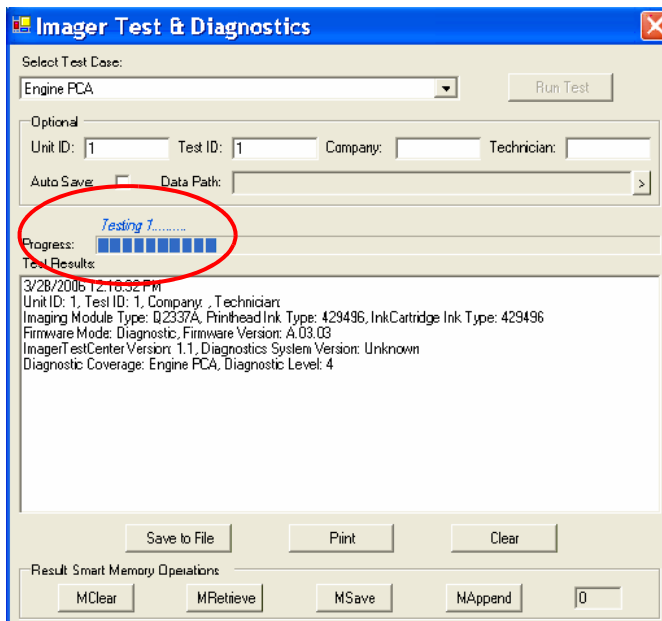 Imager Test & Diagnostics
Select Test Case:
Engine PCA
Run Test
Optional
Unit ID: 1 Test ID: 1 Company: Technician:
Auto Save: Data Path: >
Testing 1..........
Progress:
Test Results:
3/28/2006 12:18:32 PM
Unit ID: 1, Test ID: 1, Company: , Technician:
Imaging Module Type: Q2337A, Printhead Ink Type: 429496, InkCartridge Ink Type: 429496
Firmware Mode: Diagnostic, Firmware Version: A.03.03
ImagerTestCenter Version: 1.1, Diagnostics System Version: Unknown
Diagnostic Coverage: Engine PCA, Diagnostic Level: 4
Save to File Print Clear
Result Smart Memory Operations
MClear MRetrieve MSave MAppend 0